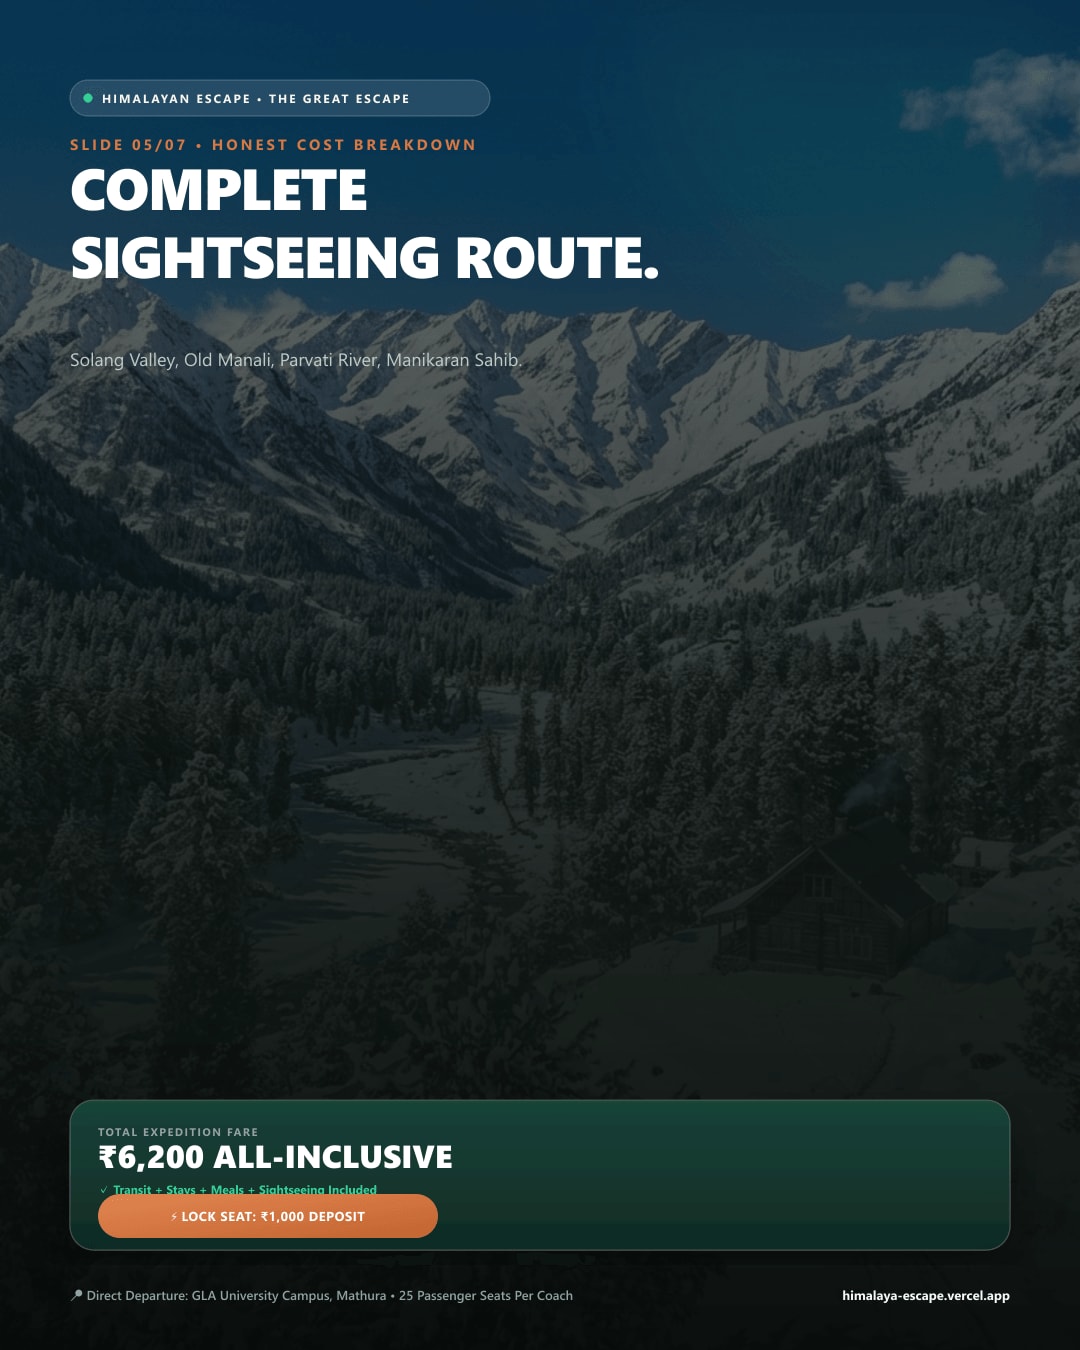 HIMALAYAN ESCAPE • THE GREAT ESCAPE
SLIDE 05/07 • HONEST COST BREAKDOWN
COMPLETE
SIGHTSEEING ROUTE.
Solang Valley, Old Manali, Parvati River, Manikaran Sahib.
TOTAL EXPEDITION FARE
₹6,200 ALL-INCLUSIVE
✓ Transit + Stays + Meals + Sightseeing Included
⚡ LOCK SEAT: ₹1,000 DEPOSIT
📍 Direct Departure: GLA University Campus, Mathura • 25 Passenger Seats Per Coach
himalaya-escape.vercel.app